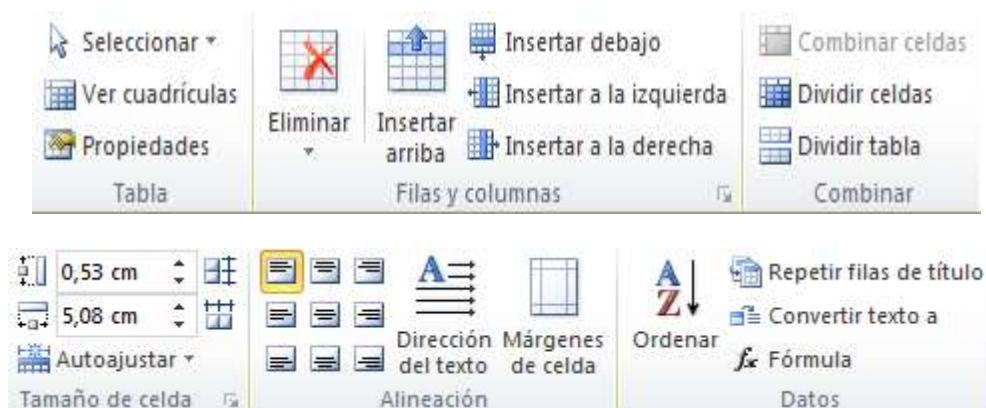 Seleccionar
Ver cuadrículas
Propiedades
Tabla
Eliminar
Insertar
arriba
Insertar debajo
Insertar a la izquierda
Insertar a la derecha
Filas y columnas
Combinar celdas
Dividir celdas
Dividir tabla
Combinar
0,53 cm
5,08 cm
Autoajustar
Tamaño de celda
Dirección
del texto
Márgenes
de celda
Alineación
Ordenar
Repetir filas de título
Convertir texto a
Fórmula
Datos